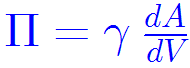 Π = γ dA/dV